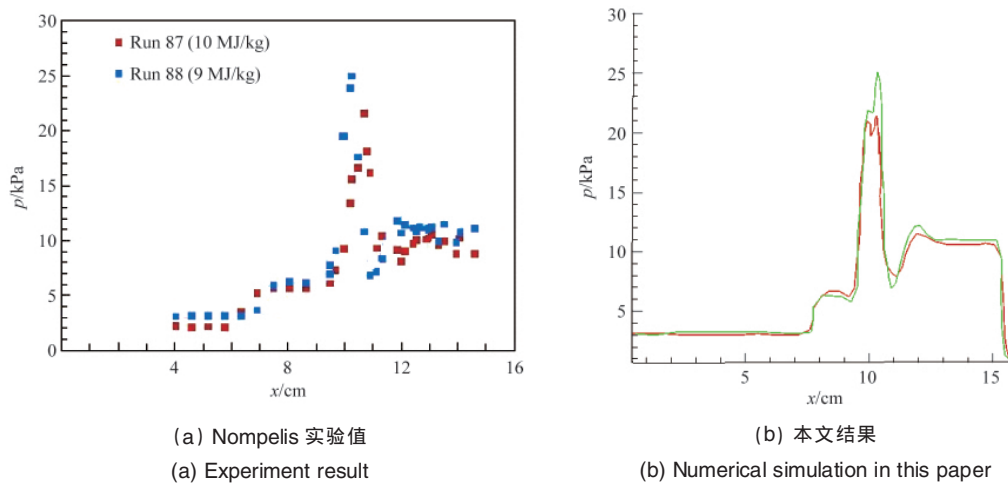 Run 87 (10 MJ/kg)
Run 88 (9 MJ/kg)
30
25
20
15
10
5
0
p/kPa
4
8
12
16
x/cm
(a) Nompelis 实验值
(a) Experiment result
30
25
20
15
10
5
p/kPa
5
10
15
x/cm
(b) 本文结果
(b) Numerical simulation in this paper